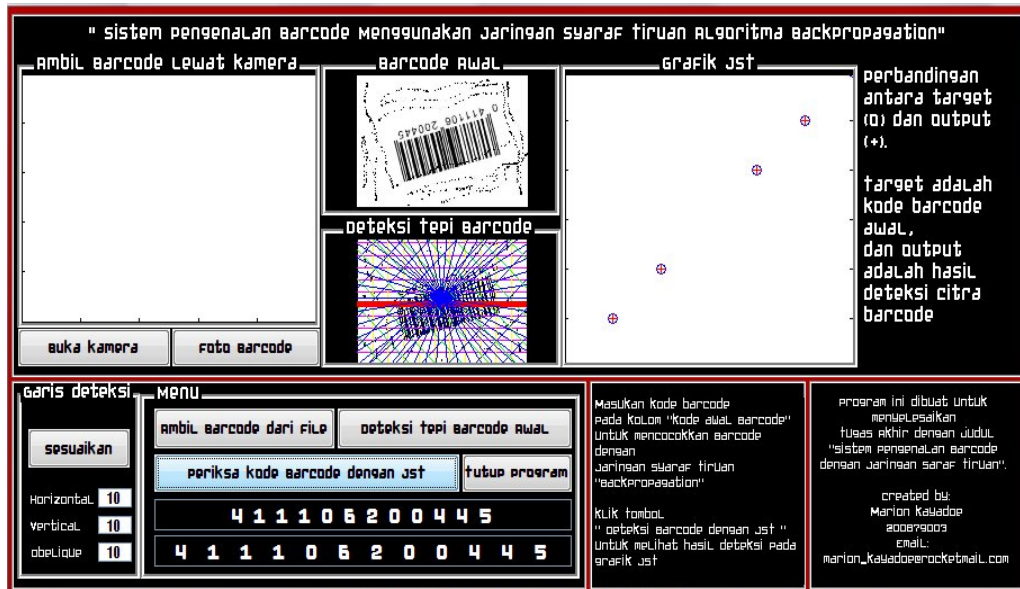 " Sistem Pengenalan Barcode Menggunakan Jaringan Syaraf Tiruan Algoritma Backpropagation"
Ambil Barcode Lewat Kamera
Barcode Awal
Grafik JST
0 411106 200445
Perbandingan
antara target
(O) dan output
(+).
Target adalah
kode barcode
awal,
dan output
adalah hasil
deteksi citra
barcode
Deteksi Tepi Barcode
Buka Kamera
Foto Barcode
Garis Deteksi
Sesuaikan
Horizontal 10
Vertical 10
Obelique 10
Menu
Ambil Barcode dari File
Deteksi Tepi Barcode Awal
Periksa Kode Barcode dengan JST
Tutup Program
4 1 1 1 0 6 2 0 0 4 4 5
4 1 1 1 0 6 2 0 0 4 4 5
Masukan kode barcode
pada kolom "kode awal barcode"
untuk mencocokkan barcode
dengan
Jaringan Syaraf Tiruan
"Backpropagation"
Klik tombol
" Deteksi Barcode dengan JST "
untuk melihat hasil deteksi pada
Grafik JST
Program ini dibuat untuk
menyelesaikan
Tugas Akhir dengan judul
"Sistem Pengenalan Barcode
dengan Jaringan Saraf Tiruan".
Created by:
Marion Kayadoe
200879003
Email:
marion_kayadoe@rocketmail.com